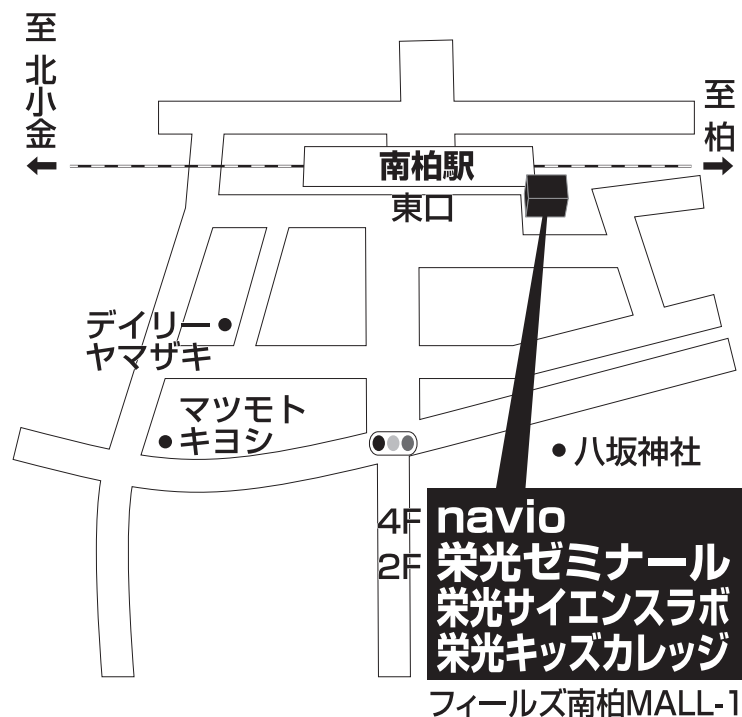 至北小金
至柏
南柏駅
東口
デイリー
ヤマザキ
マツモト
キヨシ
八坂神社
4F navio
2F 栄光ゼミナール
栄光サイエンスラボ
栄光キッズカレッジ
フィールズ南柏MALL-1